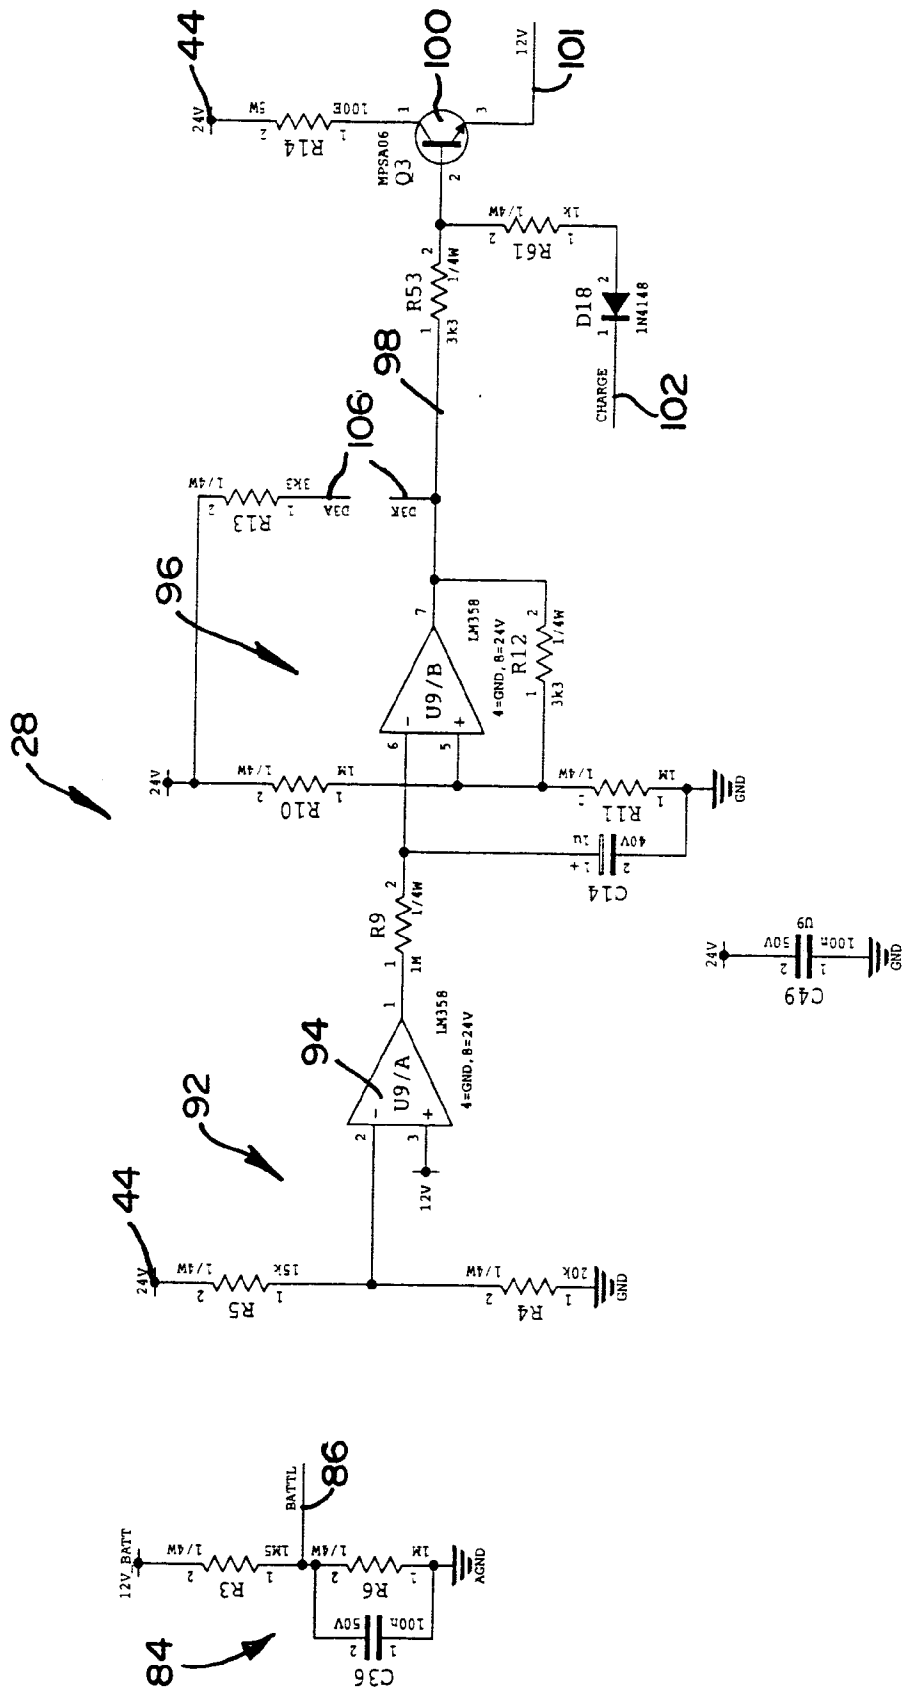 44
24V
2
5W
R14
1
100E
1
MPSA06
Q3
2
3
100
12V
101
R53
1
2
1/4W
3k3
2
1/4W
R61
1
1k
D18
1
2
1N4148
CHARGE
102
98
106
D3A
D3K
2
1/4W
R13
1
3k3
96
28
24V
2
1/4W
R10
1
1M
6
5
-
+
U9/B
7
LM358
4=GND, 8=24V
R12
1
2
1/4W
3k3
1/4W
R11
1
1M
GND
1+
1u
C14
2
40V
R9
1
2
1/4W
1M
94
1
LM358
U9/A
4=GND, 8=24V
2
3
-
+
12V
92
44
24V
2
1/4W
R5
1
15k
2
1/4W
R4
1
20k
GND
24V
2
50V
U9
C49
1
100n
GND
12V_BATT
2
1/4W
R3
1
1M5
BATTL
86
2
1/4W
R6
1
1M
AGND
2
50V
C36
1
100n
84